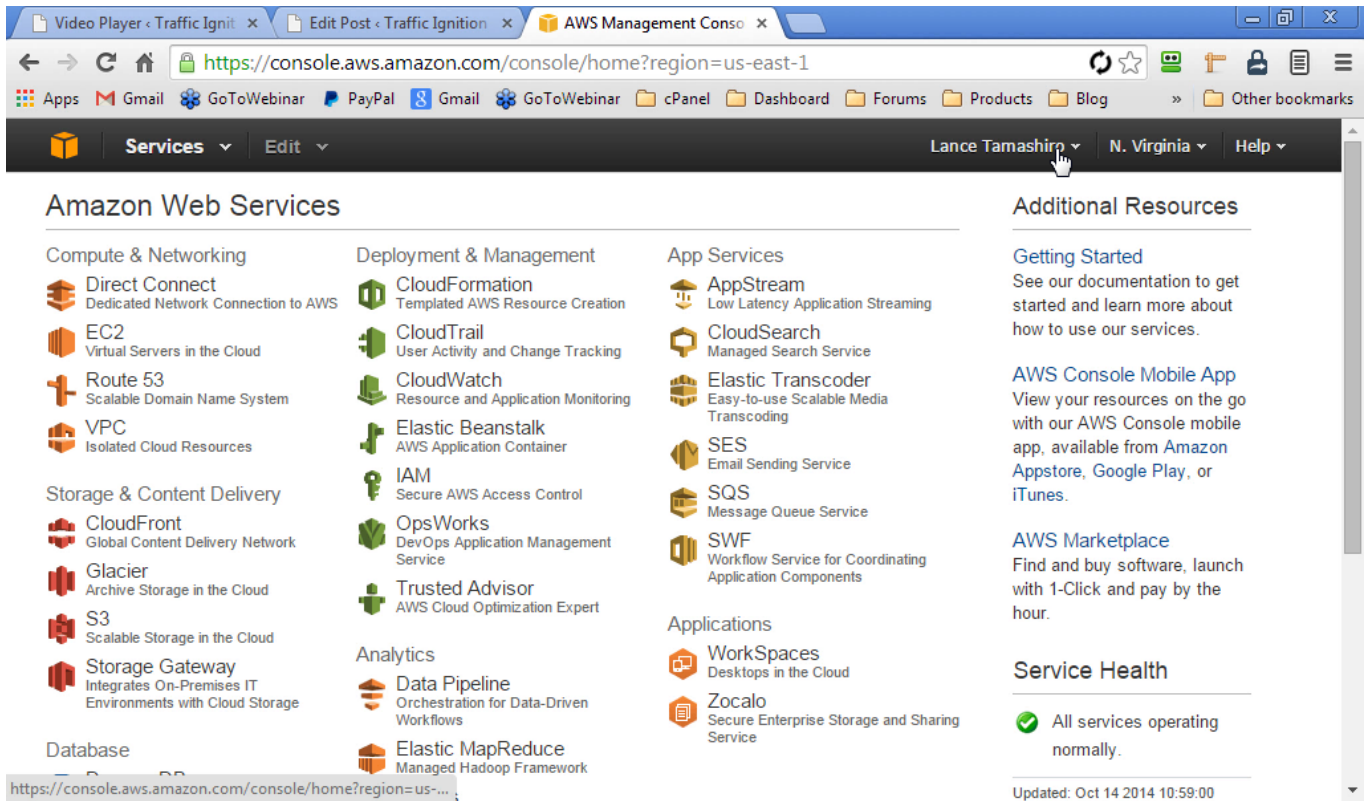 Video Player ‹ Traffic Ignit
Edit Post ‹ Traffic Ignition
AWS Management Conso
https://console.aws.amazon.com/console/home?region=us-east-1
Apps
Gmail
GoToWebinar
PayPal
Gmail
GoToWebinar
cPanel
Dashboard
Forums
Products
Blog
»
Other bookmarks
Services
Edit
Lance Tamashiro
N. Virginia
Help
Amazon Web Services
Compute & Networking
Direct Connect
Dedicated Network Connection to AWS
EC2
Virtual Servers in the Cloud
Route 53
Scalable Domain Name System
VPC
Isolated Cloud Resources
Storage & Content Delivery
CloudFront
Global Content Delivery Network
Glacier
Archive Storage in the Cloud
S3
Scalable Storage in the Cloud
Storage Gateway
Integrates On-Premises IT
Environments with Cloud Storage
Database
Deployment & Management
CloudFormation
Templated AWS Resource Creation
CloudTrail
User Activity and Change Tracking
CloudWatch
Resource and Application Monitoring
Elastic Beanstalk
AWS Application Container
IAM
Secure AWS Access Control
OpsWorks
DevOps Application Management
Service
Trusted Advisor
AWS Cloud Optimization Expert
Analytics
Data Pipeline
Orchestration for Data-Driven
Workflows
Elastic MapReduce
Managed Hadoop Framework
App Services
AppStream
Low Latency Application Streaming
CloudSearch
Managed Search Service
Elastic Transcoder
Easy-to-use Scalable Media
Transcoding
SES
Email Sending Service
SQS
Message Queue Service
SWF
Workflow Service for Coordinating
Application Components
Applications
WorkSpaces
Desktops in the Cloud
Zocalo
Secure Enterprise Storage and Sharing
Service
Additional Resources
Getting Started
See our documentation to get
started and learn more about
how to use our services.
AWS Console Mobile App
View your resources on the go
with our AWS Console mobile
app, available from Amazon
Appstore, Google Play, or
iTunes.
AWS Marketplace
Find and buy software, launch
with 1-Click and pay by the
hour.
Service Health
All services operating
normally.
Updated: Oct 14 2014 10:59:00
https://console.aws.amazon.com/console/home?region=us-...